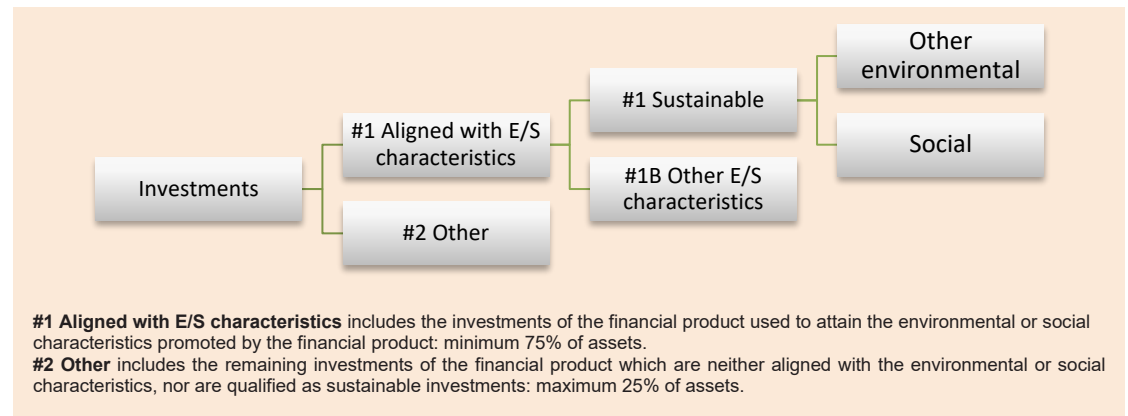 Other
environmental
#1 Sustainable
#1 Aligned with E/S
characteristics
Social
Investments
#1B Other E/S
characteristics
#2 Other
#1 Aligned with E/S characteristics includes the investments of the financial product used to attain the environmental or social
characteristics promoted by the financial product: minimum 75% of assets.
#2 Other includes the remaining investments of the financial product which are neither aligned with the environmental or social
characteristics, nor are qualified as sustainable investments: maximum 25% of assets.